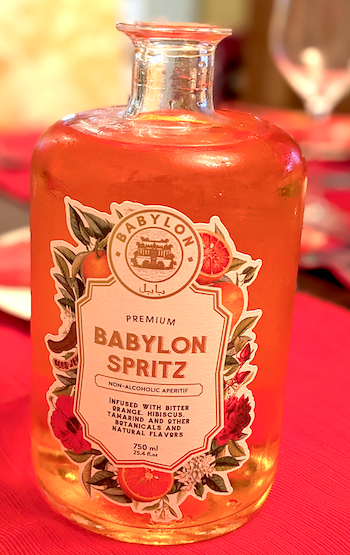 BABYLON
بابل
PREMIUM
BABYLON
SPRITZ
NON-ALCOHOLIC APERITIF
INFUSED WITH BITTER
ORANGE, HIBISCUS,
TAMARIND AND OTHER
BOTANICALS AND
NATURAL FLAVORS
750 ml
25.4 fl.oz